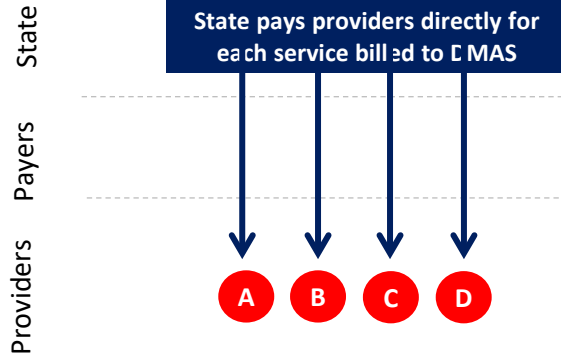 State
State pays providers directly for
each service billed to DMAS
Payers
Providers
A B C D